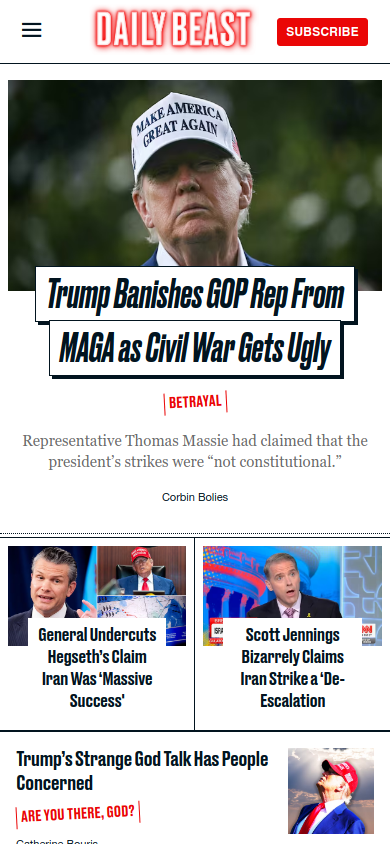 DAILY BEAST
SUBSCRIBE
MAKE AMERICA
GREAT AGAIN
Trump Banishes GOP Rep From
MAGA as Civil War Gets Ugly
BETRAYAL
Representative Thomas Massie had claimed that the
president’s strikes were “not constitutional.”
Corbin Bolies
General Undercuts
Hegseth’s Claim
Iran Was ‘Massive
Success’
Scott Jennings
Bizarrely Claims
Iran Strike a ‘De-
Escalation
Trump’s Strange God Talk Has People
Concerned
ARE YOU THERE, GOD?
Catherine Bouris